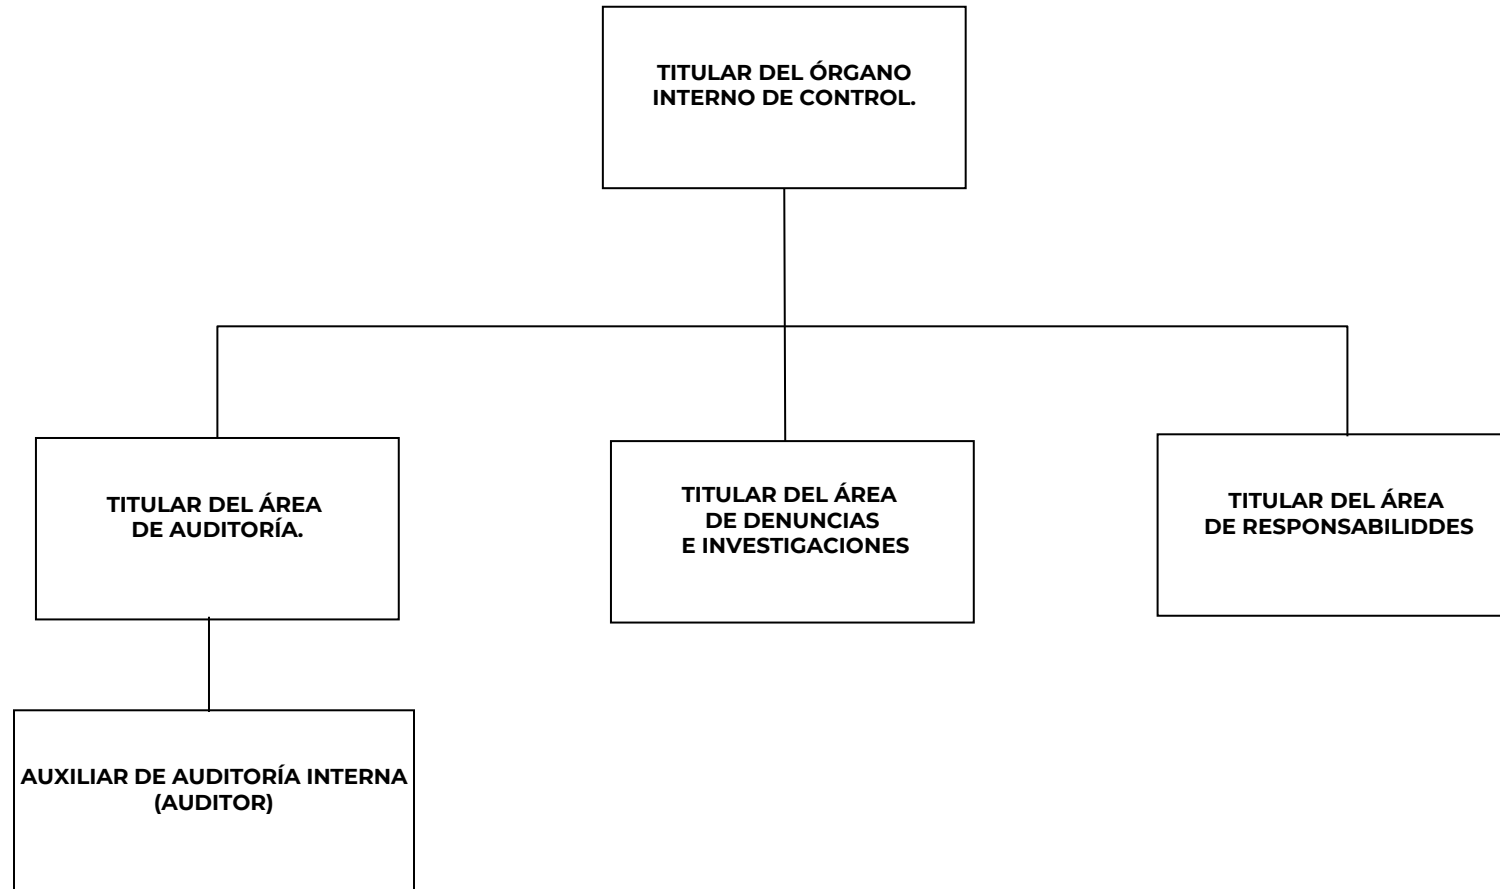 TITULAR DEL ÓRGANO
INTERNO DE CONTROL.
TITULAR DEL ÁREA
DE AUDITORÍA.
TITULAR DEL ÁREA
DE DENUNCIAS
E INVESTIGACIONES
TITULAR DEL ÁREA
DE RESPONSABILIDDES
AUXILIAR DE AUDITORÍA INTERNA
(AUDITOR)